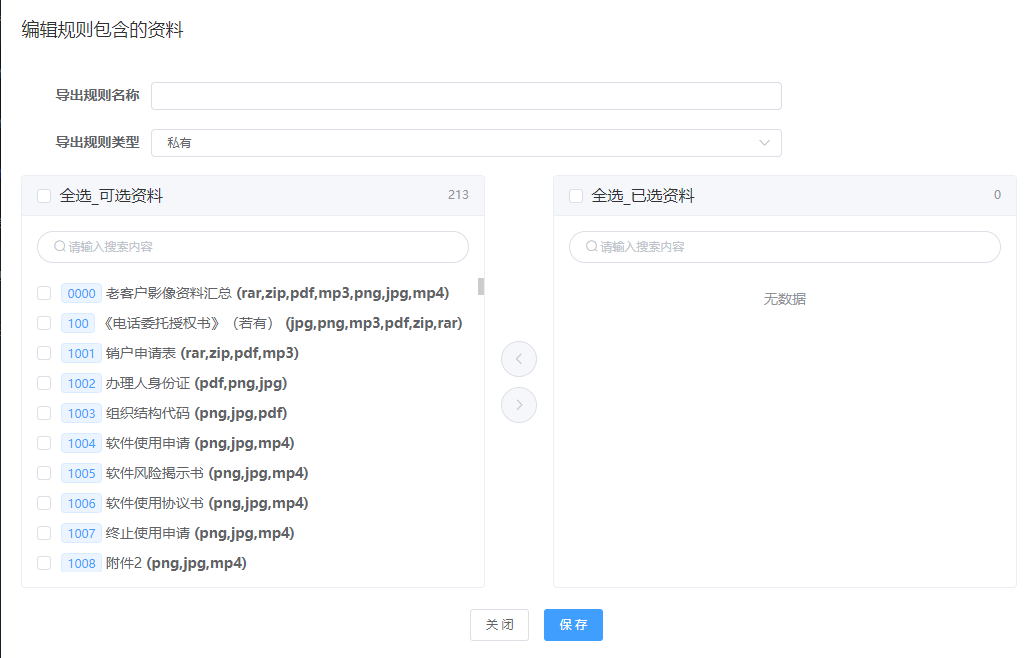 编辑规则包含的资料
导出规则名称
导出规则类型 私有
全选_可选资料 213
请输入搜索内容
0000 老客户影像资料汇总 (rar,zip,pdf,mp3,png,jpg,mp4)
100 《电话委托授权书》（若有） (jpg,png,mp3,pdf,zip,rar)
1001 销户申请表 (rar,zip,pdf,mp3)
1002 办理人身份证 (pdf,png,jpg)
1003 组织结构代码 (png,jpg,pdf)
1004 软件使用申请 (png,jpg,mp4)
1005 软件风险揭示书 (png,jpg,mp4)
1006 软件使用协议书 (png,jpg,mp4)
1007 终止使用申请 (png,jpg,mp4)
1008 附件2 (png,jpg,mp4)
全选_已选资料 0
请输入搜索内容
无数据
关闭 保存